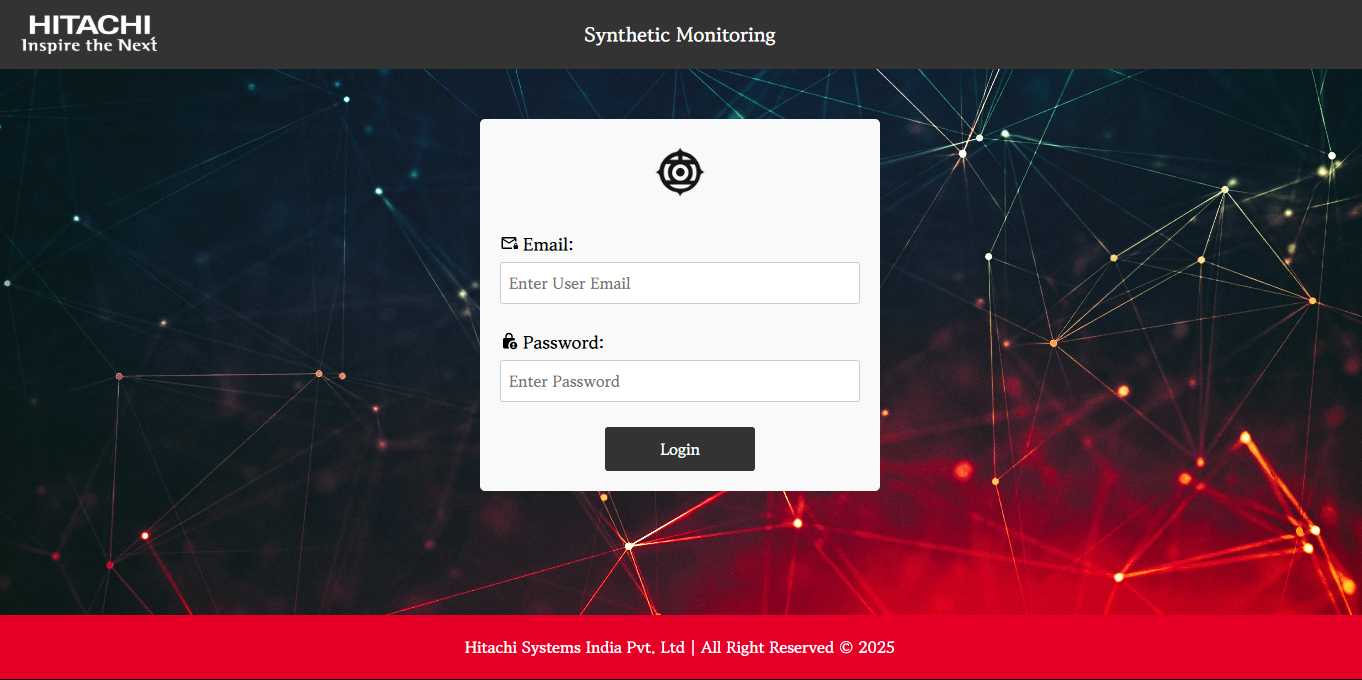 HITACHI
Inspire the Next
Synthetic Monitoring
Email:
Enter User Email
Password:
Enter Password
Login
Hitachi Systems India Pvt. Ltd | All Right Reserved © 2025